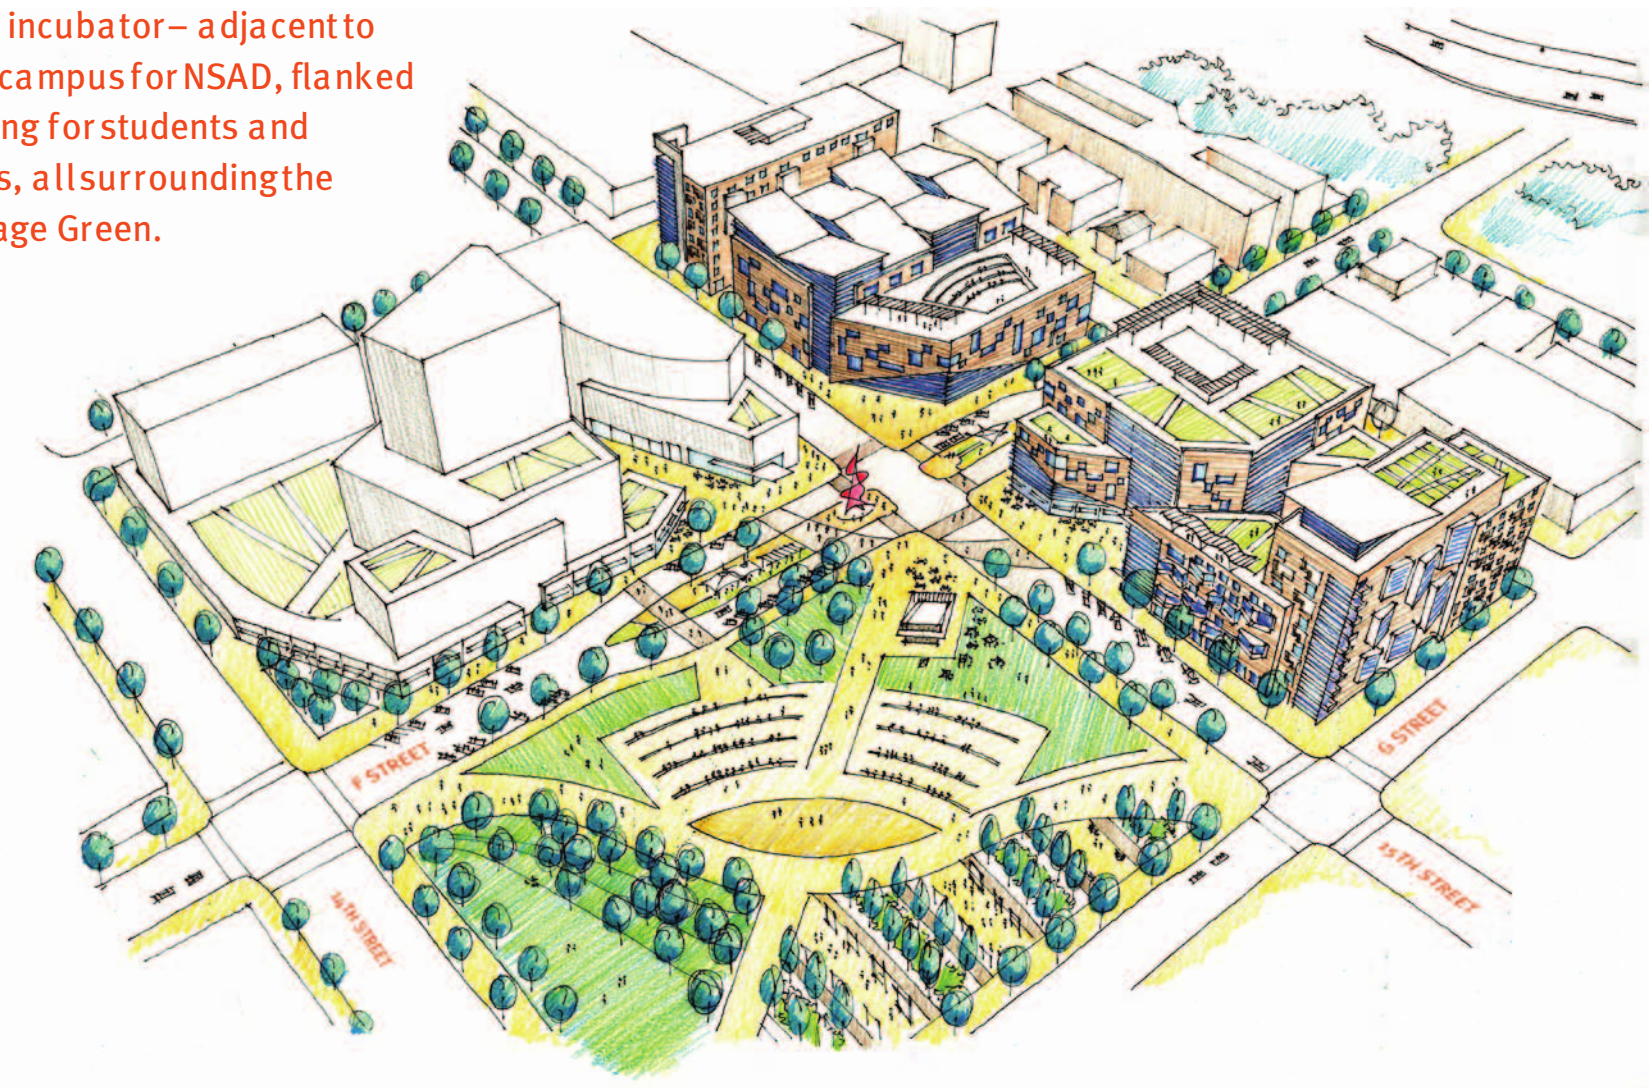 incubator– adjacent to
campus for NSAD, flanked
ng for students and
s, all surrounding the
age Green.
F STREET
G STREET
14TH STREET
15TH STREET